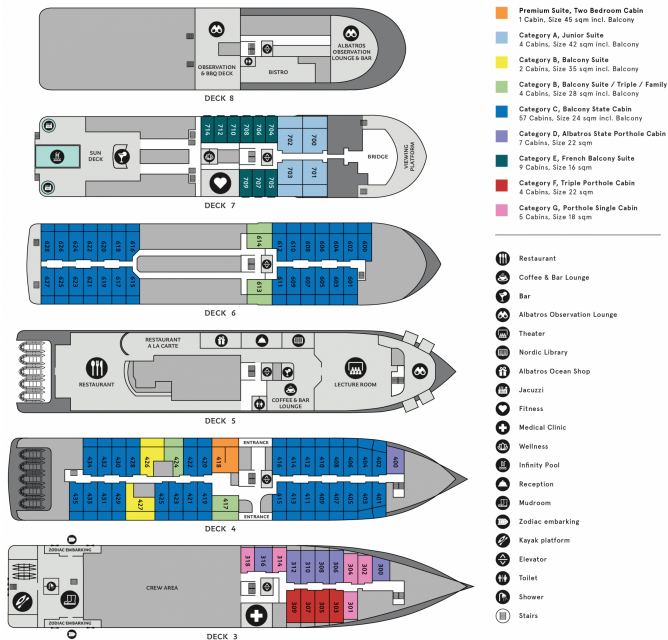 OBSERVATION
& BBQ DECK
BISTRO
ALBATROS
OBSERVATION
LOUNGE & BAR
DECK 8
714 712 710 708 706 704 702 700
SUN
DECK
BRIDGE
VIEWING
PLATFORM
709 707 705 703 701
DECK 7
628 626 624 622 620 618 616 614 612 610 608 606 604 602 600
627 625 623 621 619 617 615 613 611 609 607 605 603 601
DECK 6
RESTAURANT
A LA CARTE
RESTAURANT
COFFEE & BAR
LOUNGE
LECTURE ROOM
DECK 5
ENTRANCE
434 432 430 428 426 424 422 420 418 416 414 412 410 408 406 404 402 400
435 433 431 429 427 425 423 421 419 417 415 413 411 409 407 405 403 401
ENTRANCE
DECK 4
ZODIAC EMBARKING
318 316 314 312 310 308 306 304 302 300
CREW AREA
309 307 305 303 301
ZODIAC EMBARKING
DECK 3
Premium Suite, Two Bedroom Cabin
1 Cabin, Size 45 sqm incl. Balcony
Category A, Junior Suite
4 Cabins, Size 42 sqm incl. Balcony
Category B, Balcony Suite
2 Cabins, Size 35 sqm incl. Balcony
Category B, Balcony Suite / Triple / Family
4 Cabins, Size 28 sqm incl. Balcony
Category C, Balcony State Cabin
57 Cabins, Size 24 sqm incl. Balcony
Category D, Albatros State Porthole Cabin
7 Cabins, Size 22 sqm
Category E, French Balcony Suite
9 Cabins, Size 16 sqm
Category F, Triple Porthole Cabin
4 Cabins, Size 22 sqm
Category G, Porthole Single Cabin
5 Cabins, Size 18 sqm
Restaurant
Coffee & Bar Lounge
Bar
Albatros Observation Lounge
Theater
Nordic Library
Albatros Ocean Shop
Jacuzzi
Fitness
Medical Clinic
Wellness
Infinity Pool
Reception
Mudroom
Zodiac embarking
Kayak platform
Elevator
Toilet
Shower
Stairs